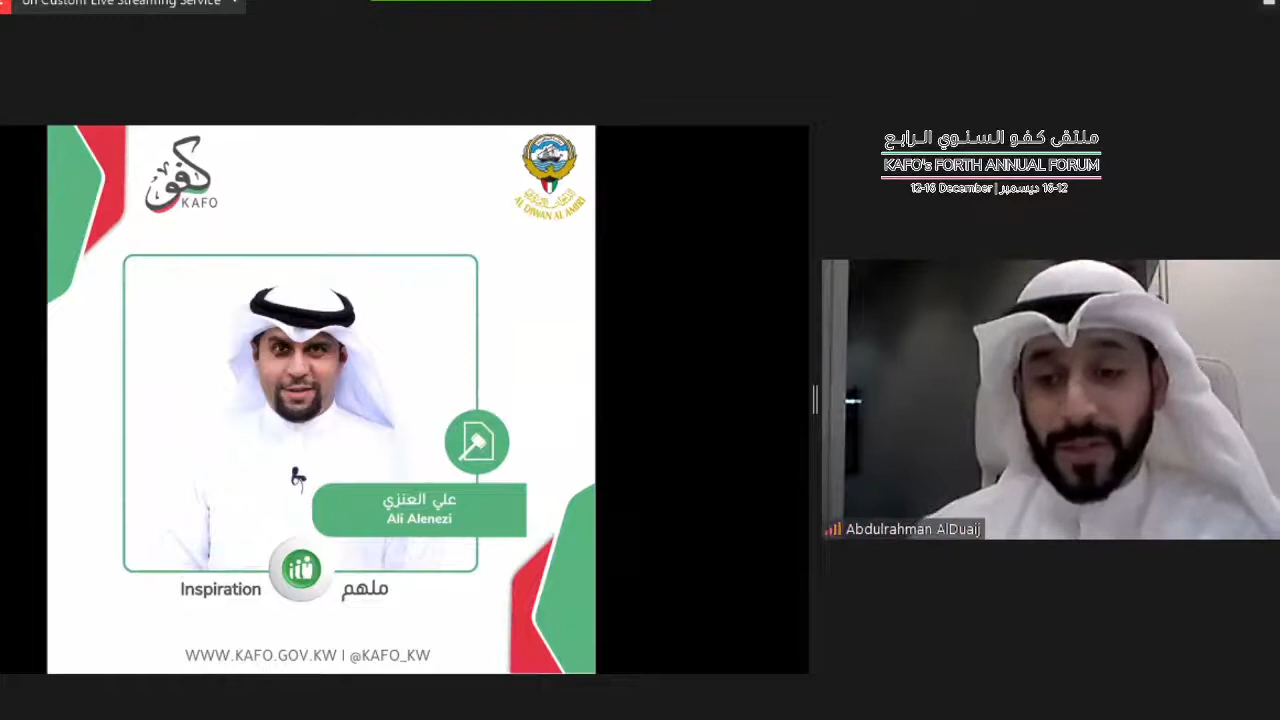 on Custom Live Streaming Service
كفو
KAFO
AL DIWAN AL AMIRI
علي العنزي
Ali Alenezi
Inspiration ملهم
WWW.KAFO.GOV.KW | @KAFO_KW
ملتقى كفو السنوي الرابع
KAFO's FORTH ANNUAL FORUM
12-16 December | ديسمبر 16-12
Abdulrahman AlDuaij